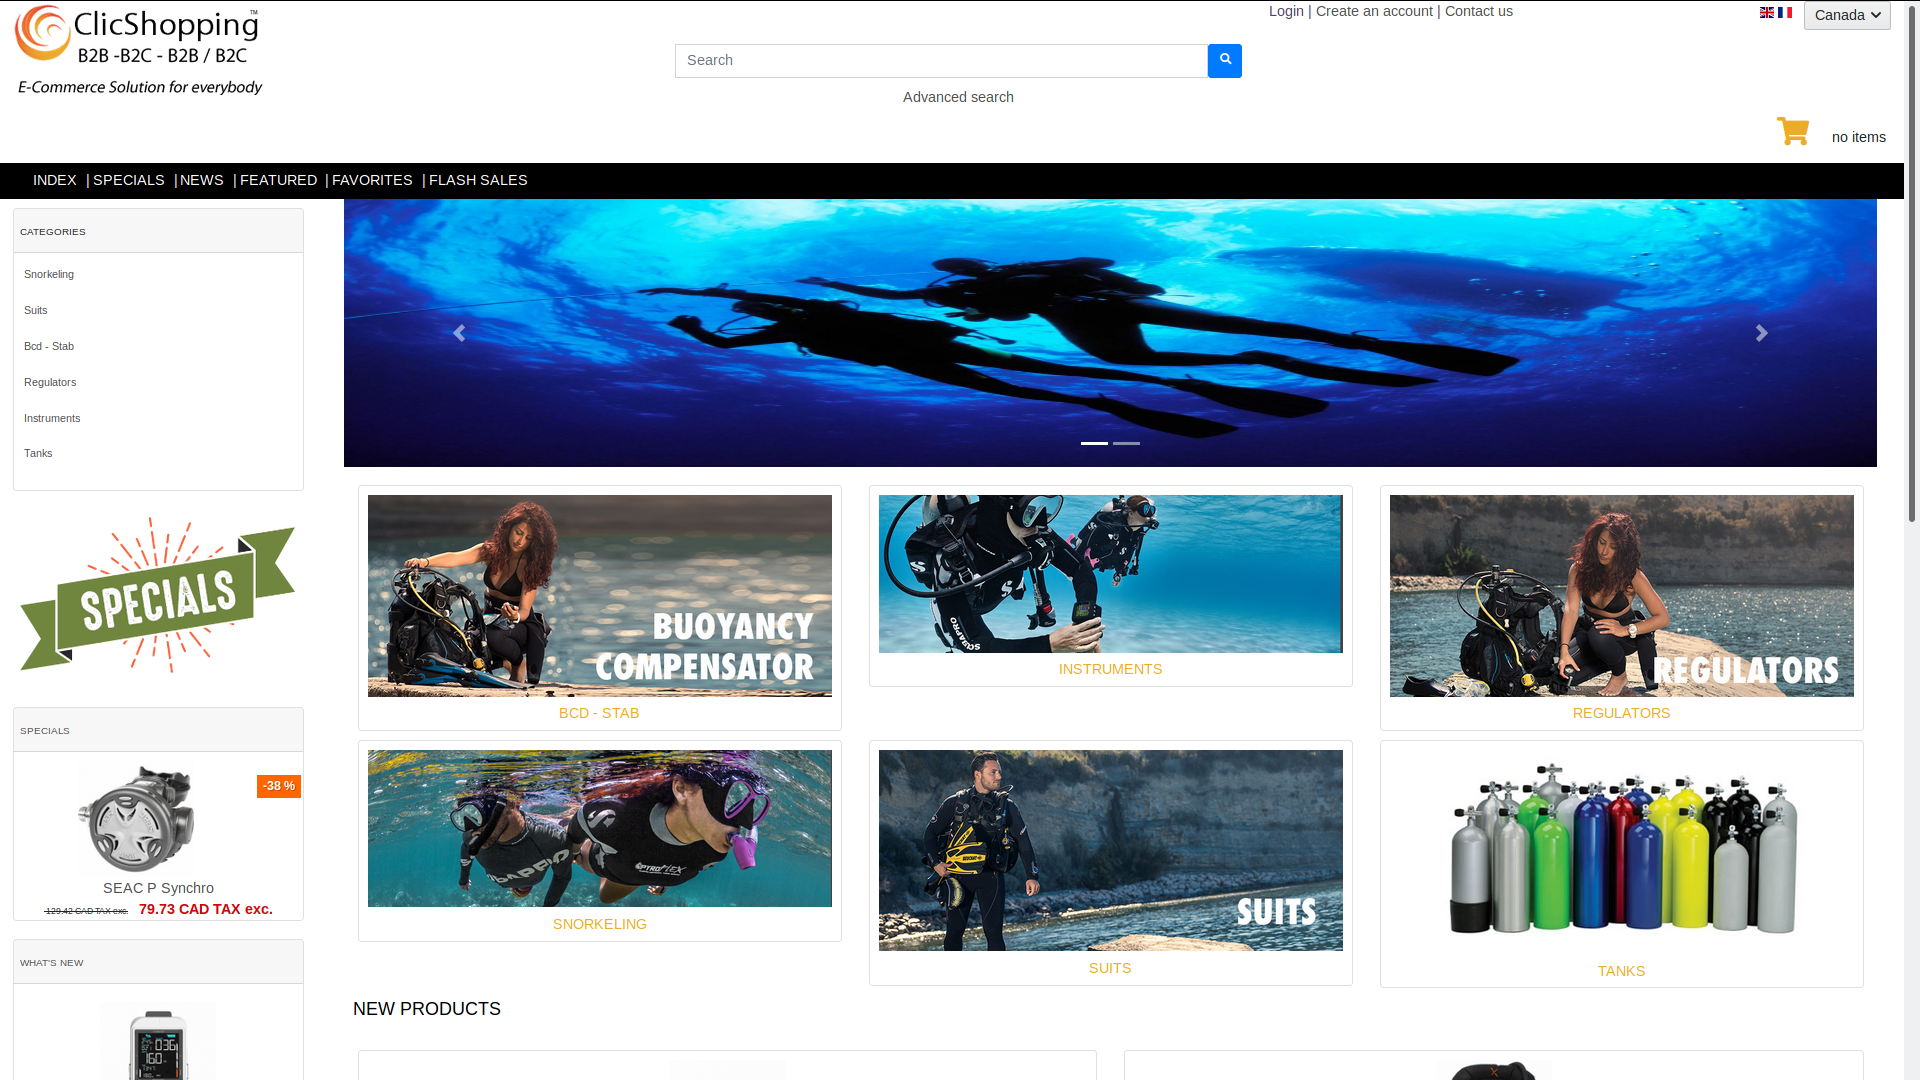 ClicShopping™
B2B -B2C - B2B / B2C
E-Commerce Solution for everybody
Login | Create an account | Contact us
Canada
Search
Advanced search
no items
INDEX | SPECIALS | NEWS | FEATURED | FAVORITES | FLASH SALES
CATEGORIES
Snorkeling
Suits
Bcd - Stab
Regulators
Instruments
Tanks
SPECIALS
SPECIALS
-38 %
SEAC P Synchro
129.42 CAD TAX exc. 79.73 CAD TAX exc.
WHAT'S NEW
BUOYANCY
COMPENSATOR
BCD - STAB
SCUBAPRO
INSTRUMENTS
REGULATORS
REGULATORS
PYROFLEX
SNORKELING
SUITS
SUITS
TANKS
NEW PRODUCTS